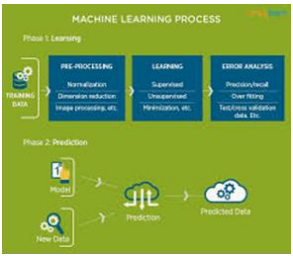 MACHINE LEARNING PROCESS
Phase 1: Learning
TRAINING
DATA
PRE-PROCESSING
Normalization
Dimension reduction
Image processing, etc.
LEARNING
Supervised
Unsupervised
Minimization, etc.
ERROR ANALYSIS
Precision/recall
Over fitting
Test/cross validation
data. Etc.
Phase 2: Prediction
Model
New Data
Prediction
Predicted Data